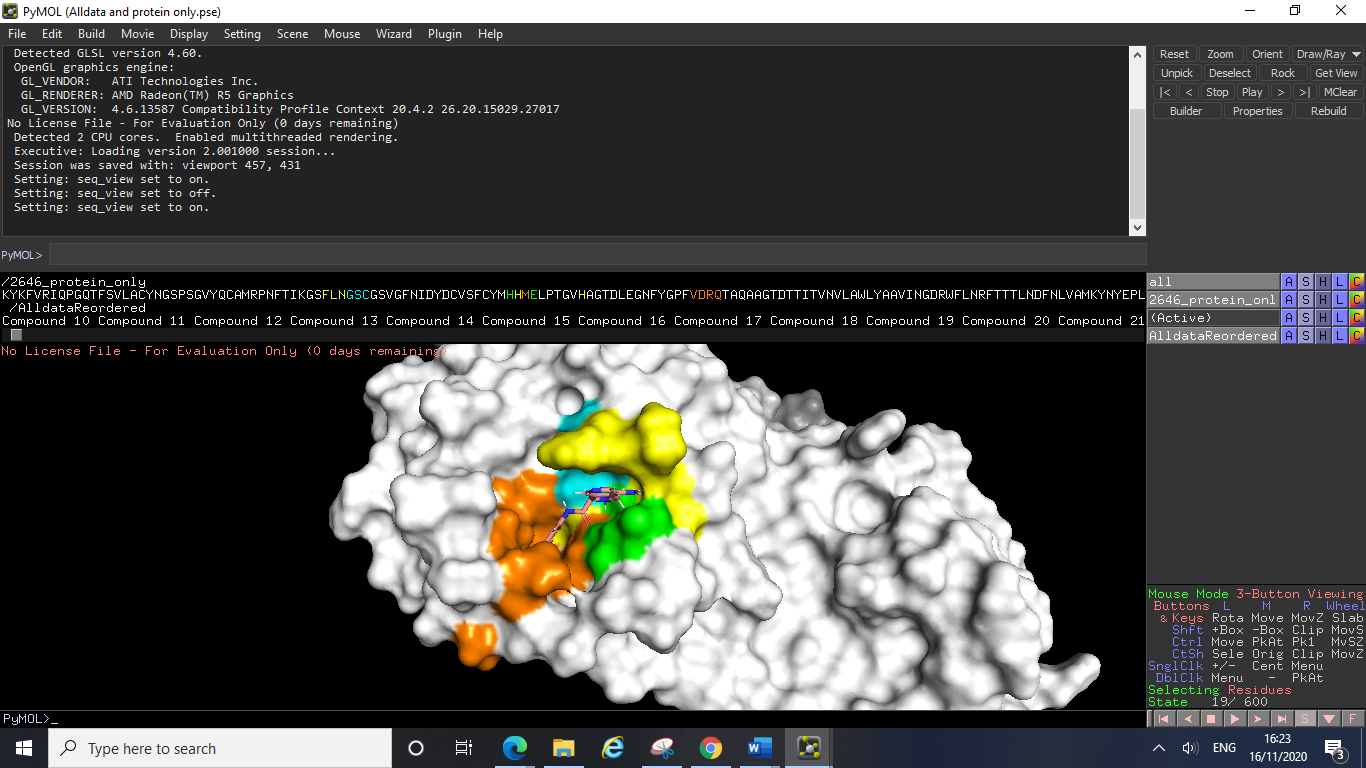 PyMOL (Alldata and protein only.pse)
File Edit Build Movie Display Setting Scene Mouse Wizard Plugin Help
Detected GLSL version 4.60.
OpenGL graphics engine:
GL_VENDOR: ATI Technologies Inc.
GL_RENDERER: AMD Radeon(TM) R5 Graphics
GL_VERSION: 4.6.13587 Compatibility Profile Context 20.4.2 26.20.15029.27017
No License File - For Evaluation Only (0 days remaining)
Detected 2 CPU cores. Enabled multithreaded rendering.
Executive: Loading version 2.001000 session...
Session was saved with: viewport 457, 431
Setting: seq_view set to on.
Setting: seq_view set to off.
Setting: seq_view set to on.
PyMOL>
Reset Zoom Orient Draw/Ray
Unpick Deselect Rock Get View
|< < Stop Play > >| MClear
Builder Properties Rebuild
/2646_protein_only
KYKFVRIQPGQTFSVLACYNGSPSGVYQCAMRPNFTIKGSFLNGSCGSVGFNIDYDCVSFCYMHHMELPTGVHAGTDLEGNFYGPFVDRQTAQAAGTDTTITVNVLAWLYAAVINGDRWFLNRFTTTLNDFNLVAMKYNYEPL
/AlldataReordered
Compound 10 Compound 11 Compound 12 Compound 13 Compound 14 Compound 15 Compound 16 Compound 17 Compound 18 Compound 19 Compound 20 Compound 21
No License File - For Evaluation Only (0 days remaining)
all A S H L C
2646_protein_onl A S H L C
(Active) A S H L C
AlldataReordered A S H L C
Mouse Mode 3-Button Viewing
Buttons L M R Wheel
& Keys Rota Move MovZ Slab
Shft +Box -Box Clip MovS
Ctrl Move PkAt Pk1 MvSZ
CtSh Sele Orig Clip MovZ
SnglClk +/- Cent Menu
DblClk Menu - PkAt
Selecting Residues
State 19/ 600
S F
PyMOL>_
Type here to search
ENG
16:23
16/11/2020
3